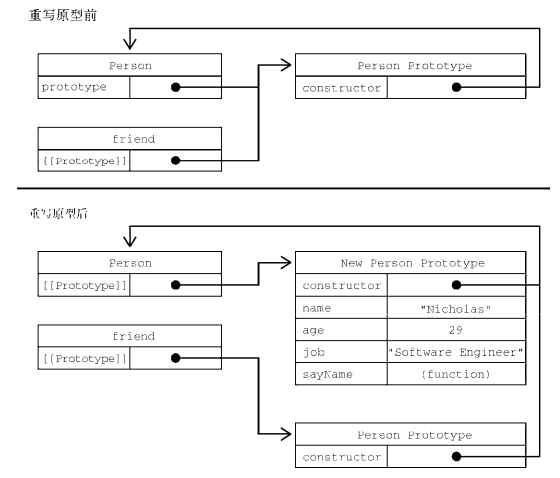 重写原型前
Person
prototype
Person Prototype
constructor
friend
[[Prototype]]
重写原型后
Person
[[Prototype]]
New Person Prototype
constructor
name "Nicholas"
age 29
job "Software Engineer"
sayName (function)
friend
[[Prototype]]
Person Prototype
constructor